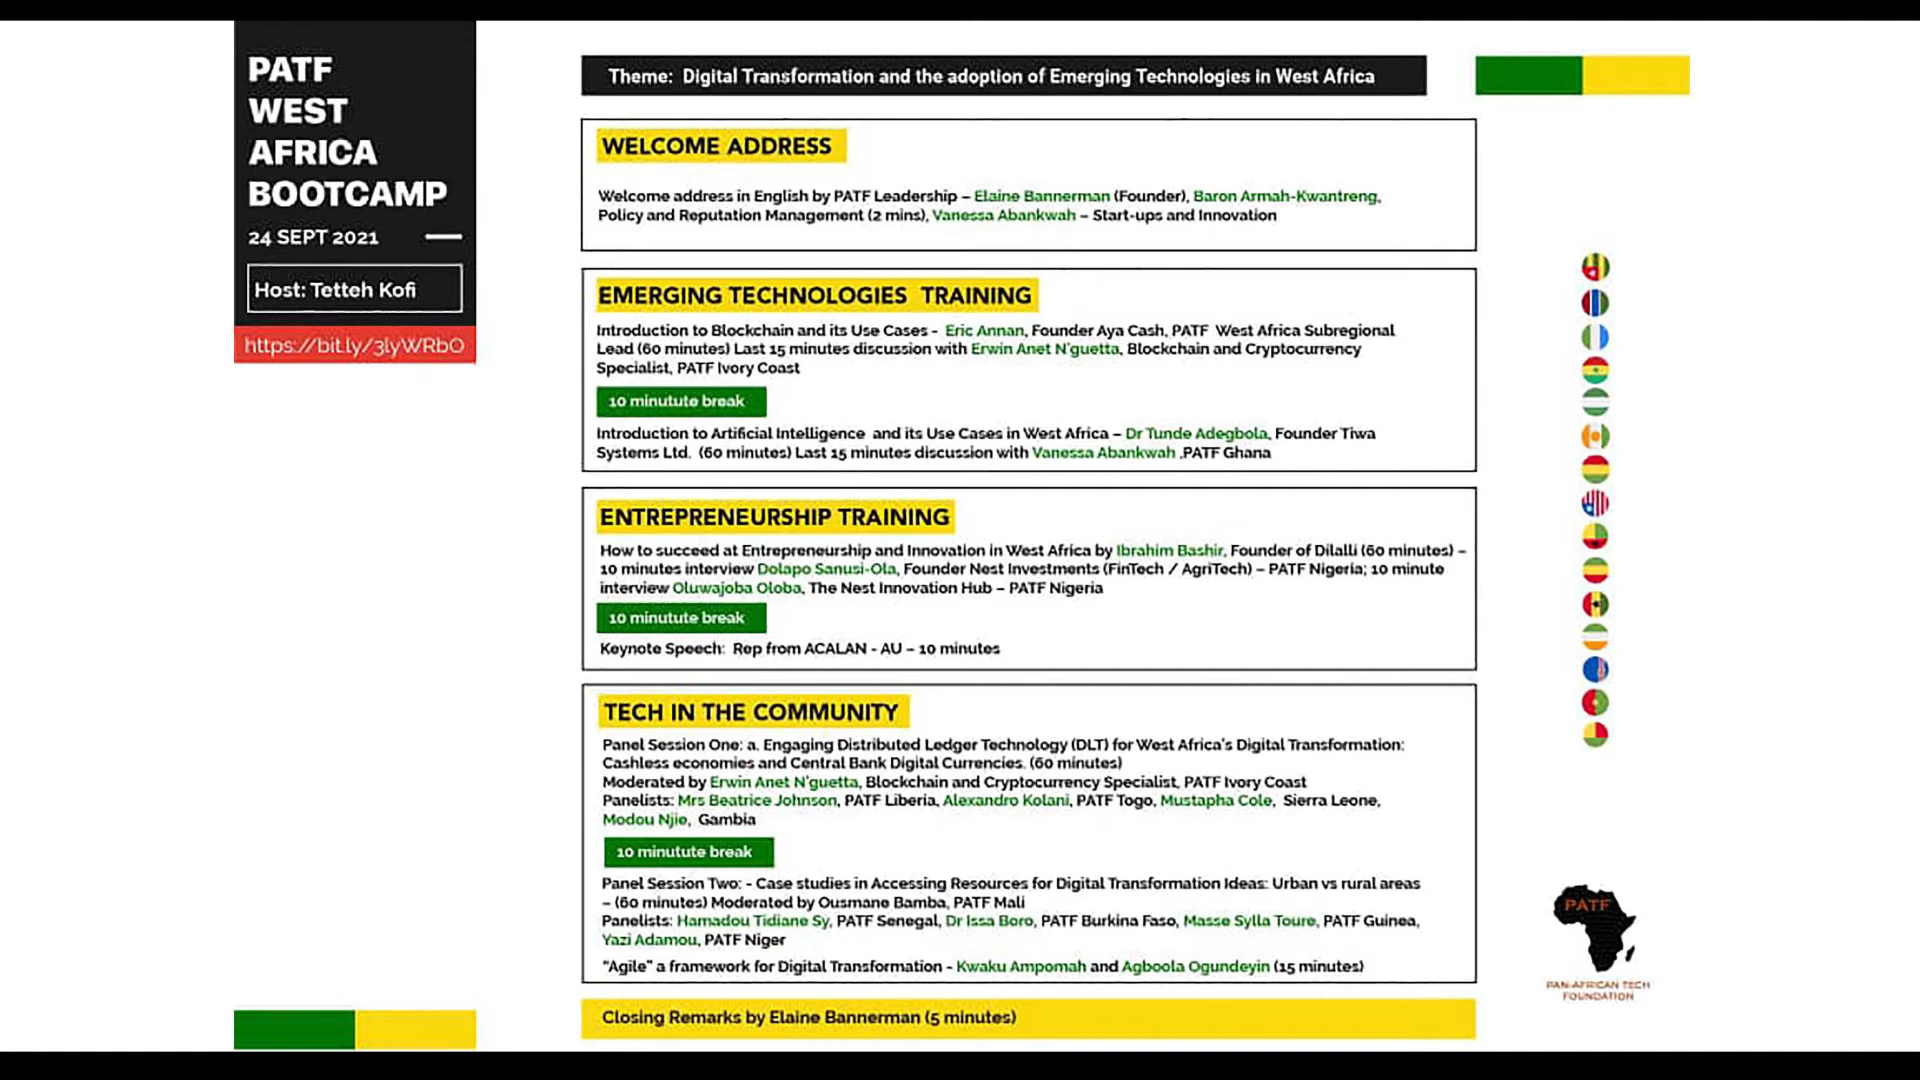 PATF
WEST
AFRICA
BOOTCAMP
24 SEPT 2021
Host: Tetteh Kofi
https://bit.ly/3lyWRbO
Theme: Digital Transformation and the adoption of Emerging Technologies in West Africa
WELCOME ADDRESS
Welcome address in English by PATF Leadership – Elaine Bannerman (Founder), Baron Armah-Kwantreng,
Policy and Reputation Management (2 mins), Vanessa Abankwah – Start-ups and Innovation
EMERGING TECHNOLOGIES TRAINING
Introduction to Blockchain and its Use Cases - Eric Annan, Founder Aya Cash, PATF West Africa Subregional
Lead (60 minutes) Last 15 minutes discussion with Erwin Anet N'guetta, Blockchain and Cryptocurrency
Specialist, PATF Ivory Coast
10 minutute break
Introduction to Artificial Intelligence and its Use Cases in West Africa – Dr Tunde Adegbola, Founder Tiwa
Systems Ltd. (60 minutes) Last 15 minutes discussion with Vanessa Abankwah ,PATF Ghana
ENTREPRENEURSHIP TRAINING
How to succeed at Entrepreneurship and Innovation in West Africa by Ibrahim Bashir, Founder of Dilalli (60 minutes) –
10 minutes interview Dolapo Sanusi-Ola, Founder Nest Investments (FinTech / AgriTech) – PATF Nigeria; 10 minute
interview Oluwajoba Oloba, The Nest Innovation Hub – PATF Nigeria
10 minutute break
Keynote Speech: Rep from ACALAN - AU – 10 minutes
TECH IN THE COMMUNITY
Panel Session One: a. Engaging Distributed Ledger Technology (DLT) for West Africa's Digital Transformation:
Cashless economies and Central Bank Digital Currencies. (60 minutes)
Moderated by Erwin Anet N'guetta, Blockchain and Cryptocurrency Specialist, PATF Ivory Coast
Panelists: Mrs Beatrice Johnson, PATF Liberia, Alexandro Kolani, PATF Togo, Mustapha Cole, Sierra Leone,
Modou Njie, Gambia
10 minutute break
Panel Session Two: - Case studies in Accessing Resources for Digital Transformation Ideas: Urban vs rural areas
– (60 minutes) Moderated by Ousmane Bamba, PATF Mali
Panelists: Hamadou Tidiane Sy, PATF Senegal, Dr Issa Boro, PATF Burkina Faso, Masse Sylla Toure, PATF Guinea,
Yazi Adamou, PATF Niger
"Agile" a framework for Digital Transformation - Kwaku Ampomah and Agboola Ogundeyin (15 minutes)
Closing Remarks by Elaine Bannerman (5 minutes)
PATF
PAN-AFRICAN TECH
FOUNDATION